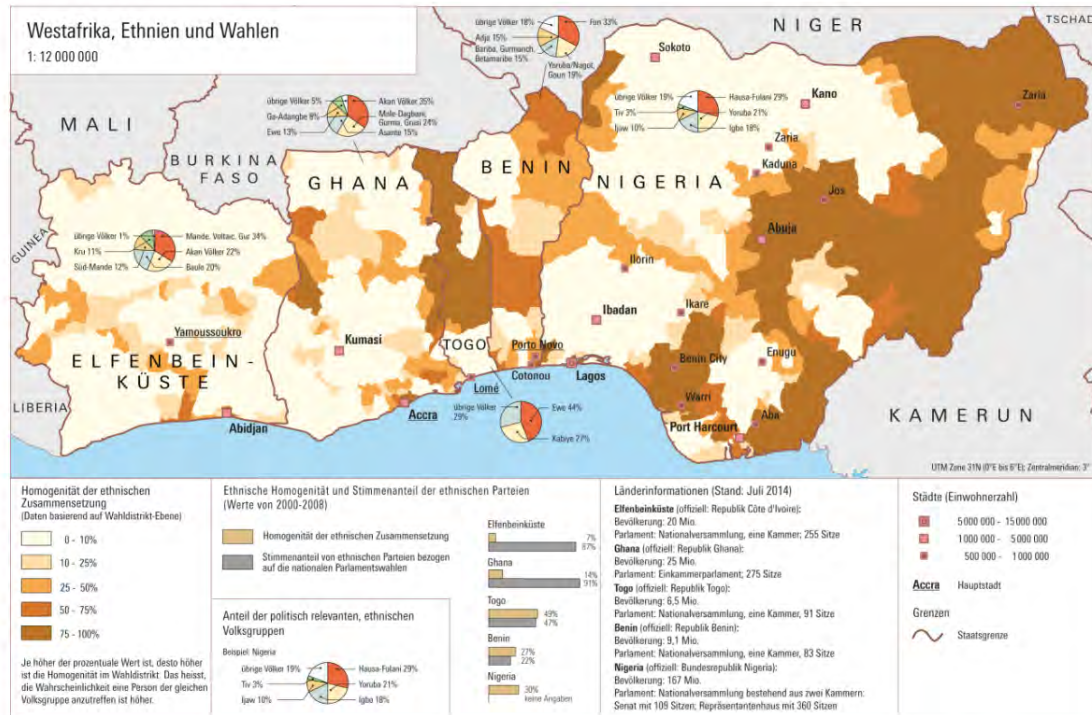 Westafrika, Ethnien und Wahlen
1: 12 000 000
übrige Völker 18%
Fon 33%
Adja 15%
Bariba, Gurmanch,
Betamaribe 15%
Yoruba/Nagot,
Goun 19%
NIGER
TSCHAD
Sokoto
Kano
Zaria
übrige Völker 5%
Akan Völker 35%
Ga-Adangbe 8%
Mole-Dagbani,
Gurma, Grusi 24%
Ewe 13%
Asante 15%
übrige Völker 19%
Hausa-Fulani 29%
Tiv 3%
Yoruba 21%
Ijaw 10%
Igbo 18%
MALI
BURKINA
FASO
GHANA
BENIN
NIGERIA
Zaria
Kaduna
Jos
Abuja
GUINEA
übrige Völker 1%
Mande, Voltaic, Gur 34%
Kru 11%
Akan Völker 22%
Süd-Mande 12%
Baule 20%
Ilorin
Ibadan
Ikare
Yamoussoukro
Kumasi
TOGO
Porto Novo
Benin City
Enugu
ELFENBEIN-
KÜSTE
Cotonou
Lagos
LIBERIA
Lomé
Warri
Aba
KAMERUN
Abidjan
Accra
übrige Völker
29%
Ewe 44%
Kabiye 27%
Port Harcourt
UTM Zone 31N (0°E bis 6°E); Zentralmeridian: 3°
Homogenität der ethnischen
Zusammensetzung
(Daten basierend auf Wahldistrikt-Ebene)
0 - 10%
10 - 25%
25 - 50%
50 - 75%
75 - 100%
Je höher der prozentuale Wert ist, desto höher
ist die Homogenität im Wahldistrikt. Das heisst,
die Wahrscheinlichkeit eine Person der gleichen
Volksgruppe anzutreffen ist höher.
Ethnische Homogenität und Stimmenanteil der ethnischen Parteien
(Werte von 2000-2008)
Homogenität der ethnischen Zusammensetzung
Stimmenanteil von ethnischen Parteien bezogen
auf die nationalen Parlamentswahlen
Anteil der politisch relevanten, ethnischen
Volksgruppen
Beispiel: Nigeria
übrige Völker 19%
Hausa-Fulani 29%
Tiv 3%
Yoruba 21%
Ijaw 10%
Igbo 18%
Elfenbeinküste
7%
87%
Ghana
14%
91%
Togo
49%
47%
Benin
27%
22%
Nigeria
30%
keine Angaben
Länderinformationen (Stand: Juli 2014)
Elfenbeinküste (offiziell: Republik Côte d'Ivoire):
Bevölkerung: 20 Mio.
Parlament: Nationalversammlung, eine Kammer; 255 Sitze
Ghana (offiziell: Republik Ghana):
Bevölkerung: 25 Mio.
Parlament: Einkammerparlament; 275 Sitze
Togo (offiziell: Republik Togo):
Bevölkerung: 6,5 Mio.
Parlament: Nationalversammlung, eine Kammer, 91 Sitze
Benin (offiziell: Republik Benin):
Bevölkerung: 9,1 Mio.
Parlament: Nationalversammlung, eine Kammer, 83 Sitze
Nigeria (offiziell: Bundesrepublik Nigeria):
Bevölkerung: 167 Mio.
Parlament: Nationalversammlung bestehend aus zwei Kammern:
Senat mit 109 Sitzen; Repräsentantenhaus mit 360 Sitzen
Städte (Einwohnerzahl)
5 000 000 - 15 000 000
1 000 000 - 5 000 000
500 000 - 1 000 000
Accra Hauptstadt
Grenzen
Staatsgrenze